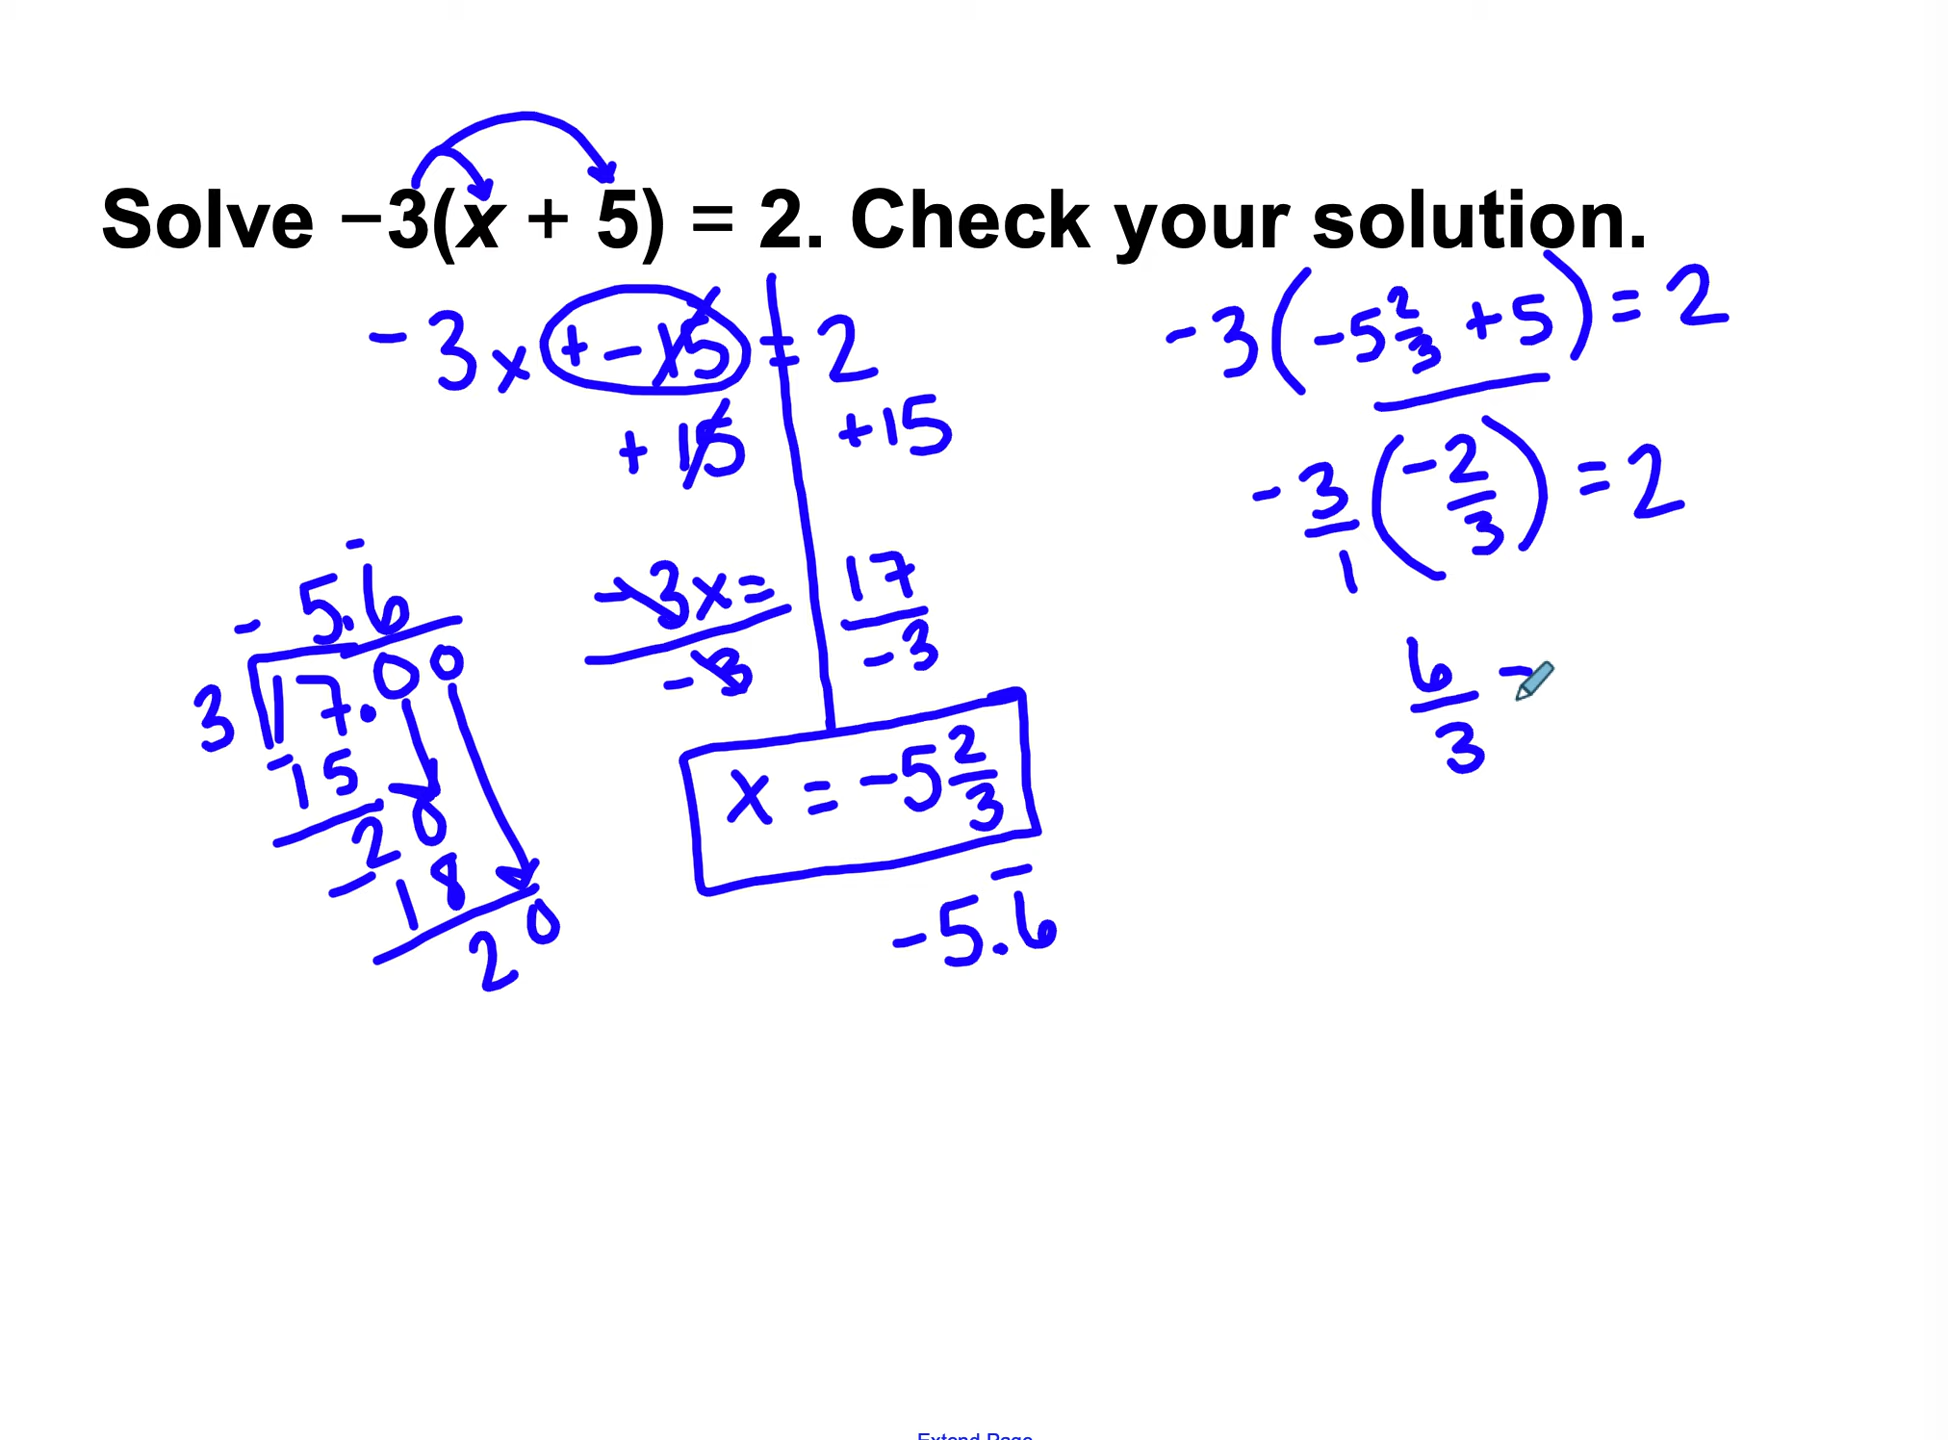 Solve −3(x + 5) = 2. Check your solution.
-3x + -15 = 2
+15 +15
-3x = 17
-3 -3
x = -5 2/3
-5.6̅
-5.6̅
3 17.00
-15
20
-18
20
-3(-5 2/3 + 5) = 2
-3/1 (-2/3) = 2
6/3 =